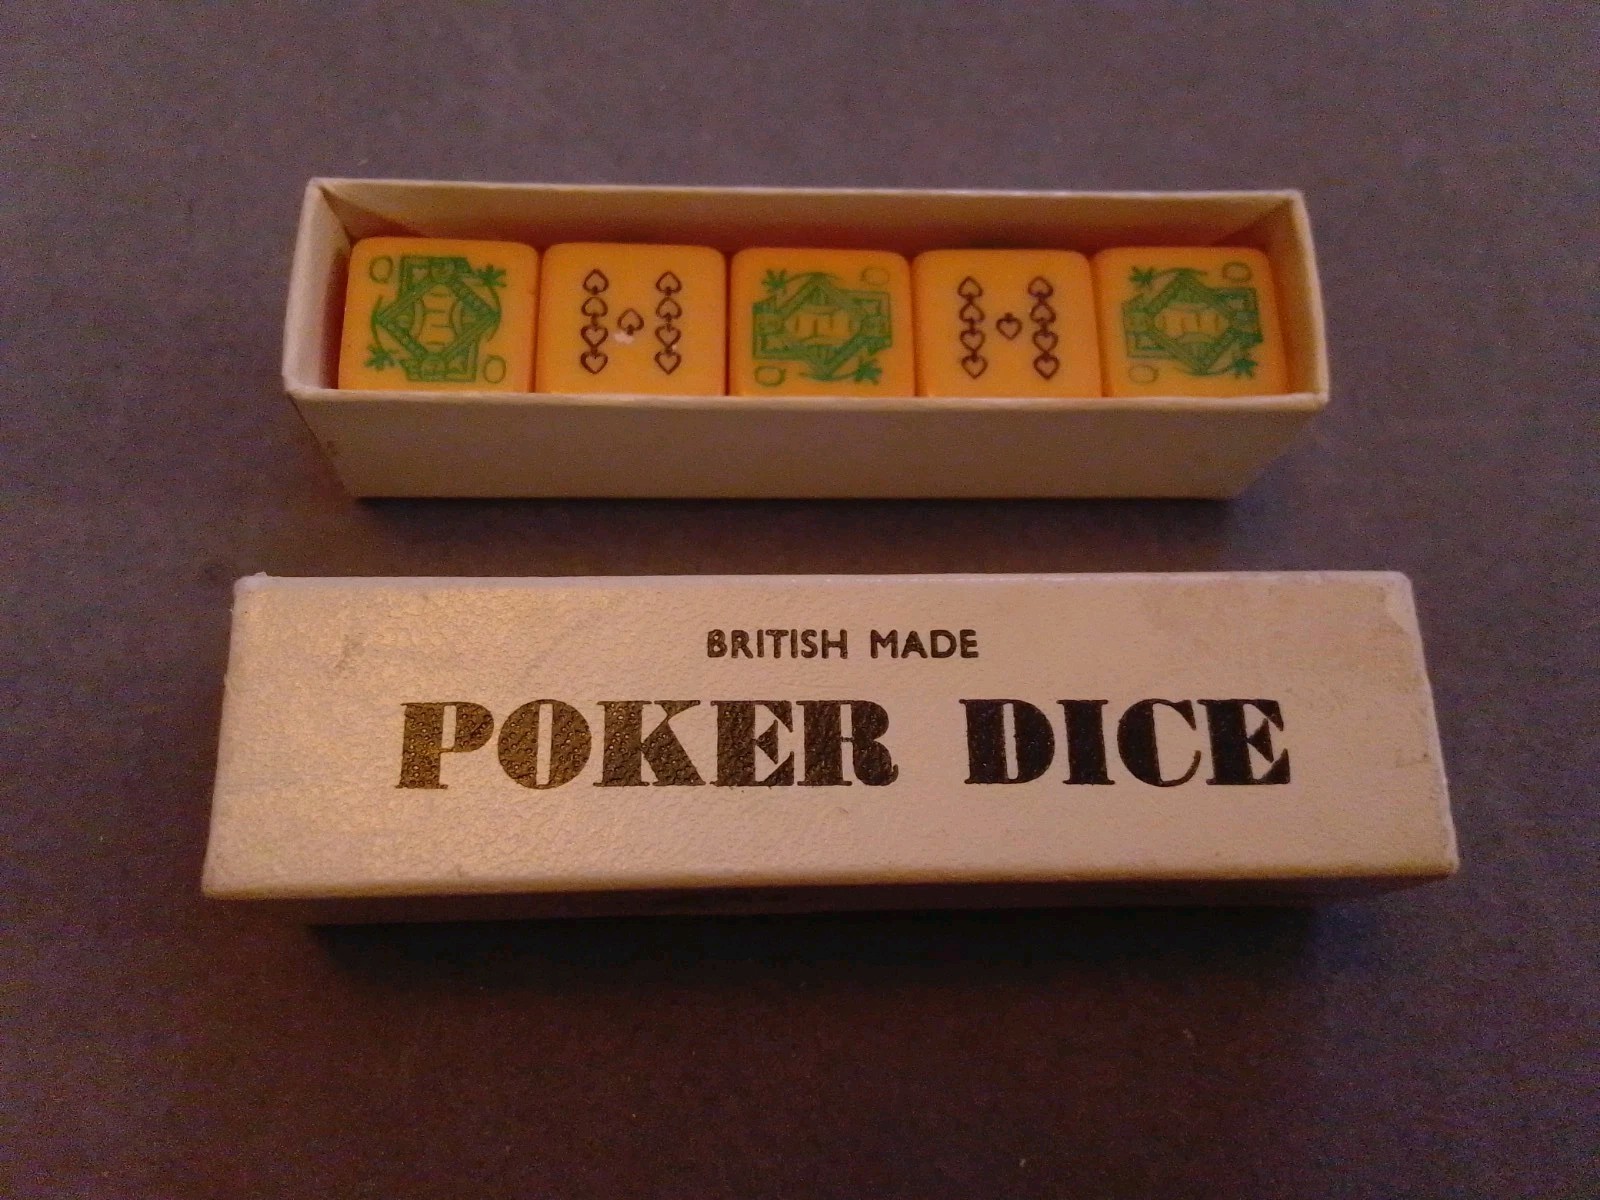 Q Q Q
Q Q Q
BRITISH MADE
POKER DICE